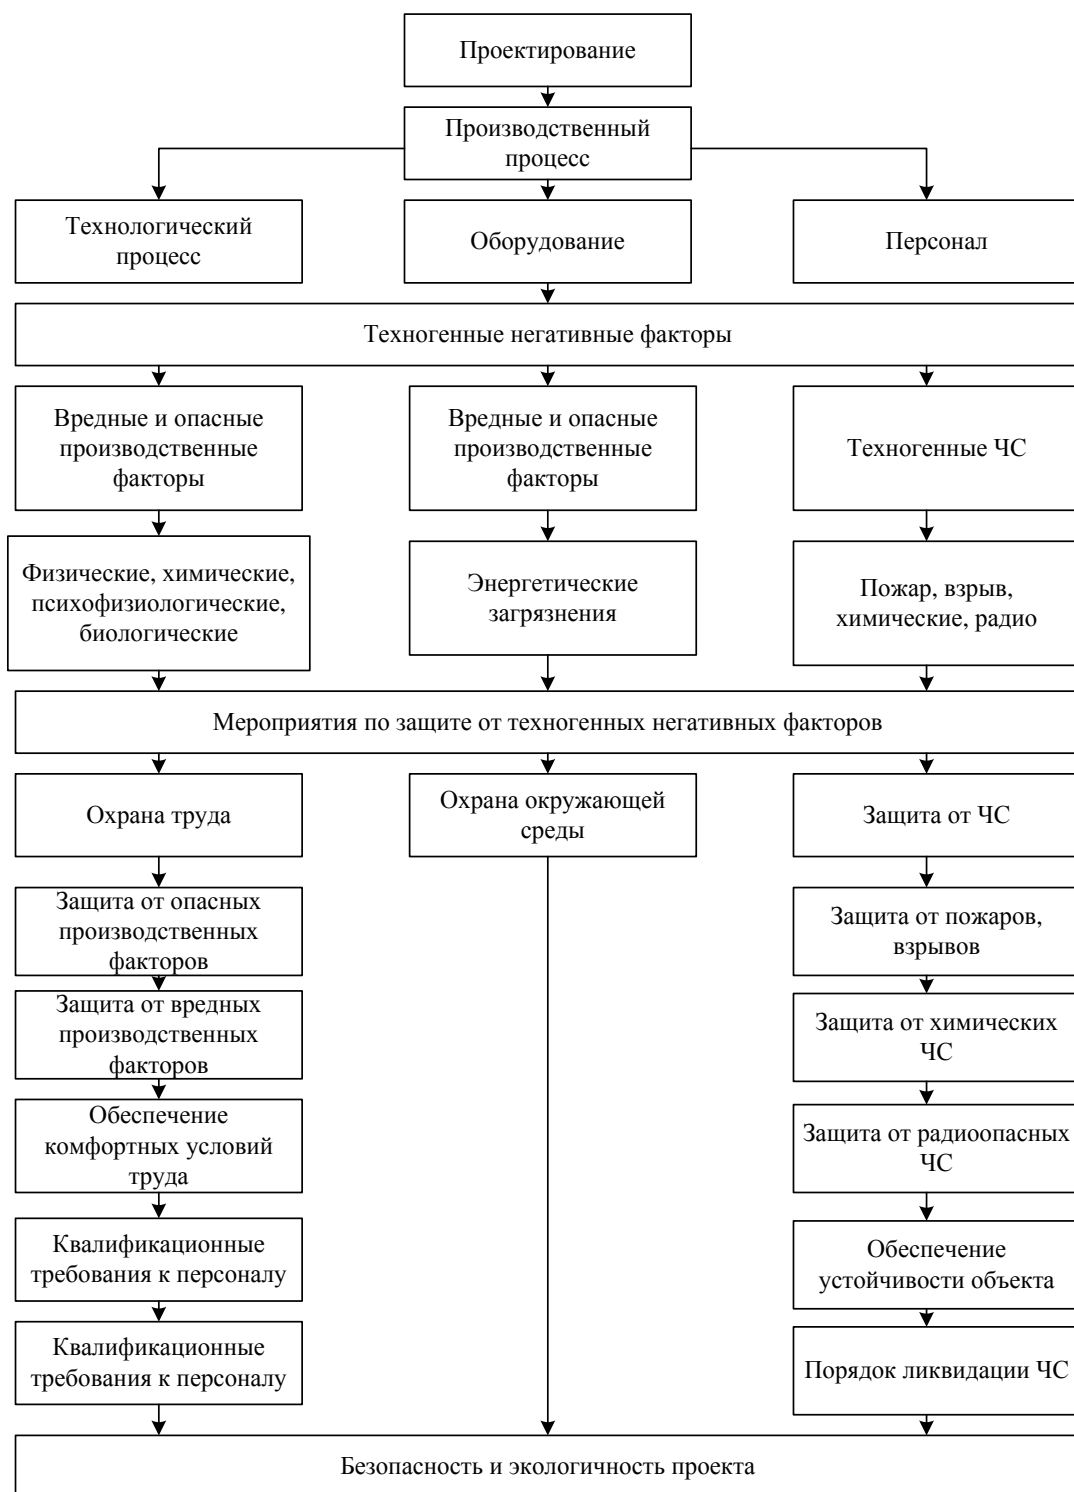 Проектирование
Производственный
процесс
Технологический
процесс
Оборудование
Персонал
Техногенные негативные факторы
Вредные и опасные
производственные
факторы
Вредные и опасные
производственные
факторы
Техногенные ЧС
Физические, химические,
психофизиологические,
биологические
Энергетические
загрязнения
Пожар, взрыв,
химические, радио
Мероприятия по защите от техногенных негативных факторов
Охрана труда
Охрана окружающей
среды
Защита от ЧС
Защита от опасных
производственных
факторов
Защита от пожаров,
взрывов
Защита от вредных
производственных
факторов
Защита от химических
ЧС
Обеспечение
комфортных условий
труда
Защита от радиоопасных
ЧС
Квалификационные
требования к персоналу
Обеспечение
устойчивости объекта
Квалификационные
требования к персоналу
Порядок ликвидации ЧС
Безопасность и экологичность проекта